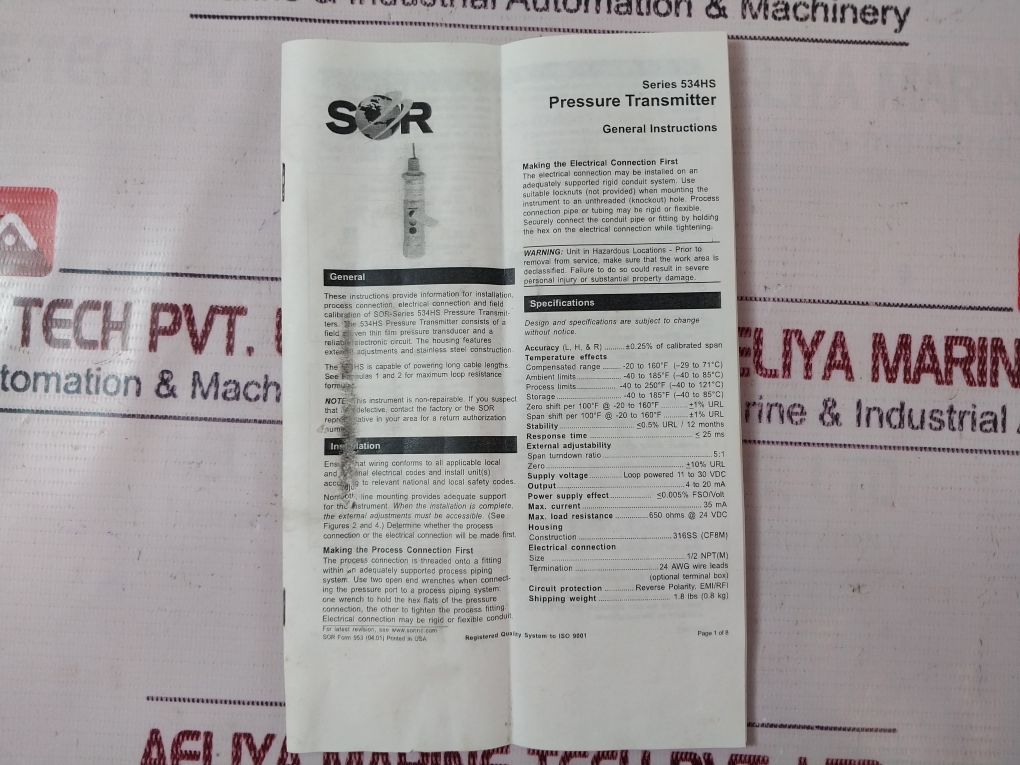 & Industrial Automation & Machinery
SOR
General
These instructions provide information for installation,
process connection, electrical connection and field
calibration of SOR-Series 534HS Pressure Transmit-
ters. The 534HS Pressure Transmitter consists of a
field proven thin film pressure transducer and a
reliable electronic circuit. The housing features
external adjustments and stainless steel construction.
The HS is capable of powering long cable lengths.
See Formulas 1 and 2 for maximum loop resistance
NOTE: This instrument is non-repairable. If you suspect
that defective, contact the factory or the SOR
representative in your area for a return authorization
Installation
Ensure that wiring conforms to all applicable local
and electrical codes and install unit(s)
according to relevant national and local safety codes.
Normally, line mounting provides adequate support
for the instrument. When the installation is complete,
the external adjustments must be accessible. (See
Figures 2 and 4.) Determine whether the process
connection or the electrical connection will be made first.
Making the Process Connection First
The process connection is threaded onto a fitting
within an adequately supported process piping
system. Use two open end wrenches when connect-
ing the pressure port to a process piping system:
one wrench to hold the hex flats of the pressure
connection, the other to tighten the process fitting.
Electrical connection may be rigid or flexible conduit.
For latest revision, see www.sorinc.com
SOR Form 953 (04.01) Printed in USA
Series 534HS
Pressure Transmitter
General Instructions
Making the Electrical Connection First
The electrical connection may be installed on an
adequately supported rigid conduit system. Use
suitable locknuts (not provided) when mounting the
instrument to an unthreaded (knockout) hole. Process
connection pipe or tubing may be rigid or flexible.
Securely connect the conduit pipe or fitting by holding
the hex on the electrical connection while tightening.
WARNING: Unit in Hazardous Locations - Prior to
removal from service, make sure that the work area is
declassified. Failure to do so could result in severe
personal injury or substantial property damage.
Specifications
Design and specifications are subject to change
without notice.
Accuracy (L, H, & R) ........ ±0.25% of calibrated span
Temperature effects
Compensated range ....... -20 to 160°F (-29 to 71°C)
Ambient limits ................ -40 to 185°F (-40 to 85°C)
Process limits ................ -40 to 250°F (-40 to 121°C)
Storage ......................... -40 to 185°F (-40 to 85°C)
Zero shift per 100°F @ -20 to 160°F .......... ±1% URL
Span shift per 100°F @ -20 to 160°F .......... ±1% URL
Stability .......................... ≤0.5% URL / 12 months
Response time .......................... ≤ 25 ms
External adjustability
Span turndown ratio .......................... 5:1
Zero .......................... ±10% URL
Supply voltage ............ Loop powered 11 to 30 VDC
Output .......................... 4 to 20 mA
Power supply effect ............... ≤0.005% FSO/Volt
Max. current .......................... 35 mA
Max. load resistance ............ 650 ohms @ 24 VDC
Housing
Construction .......................... 316SS (CF8M)
Electrical connection
Size .......................... 1/2 NPT(M)
Termination .......................... 24 AWG wire leads
(optional terminal box)
Circuit protection ............ Reverse Polarity, EMI/RFI
Shipping weight .......................... 1.8 lbs (0.8 kg)
Registered Quality System to ISO 9001
Page 1 of 8
TECH PVT.
tomation & Mach
ELIYA MARIN
rine & Industrial A
AELIYA MARINE TECH PVT